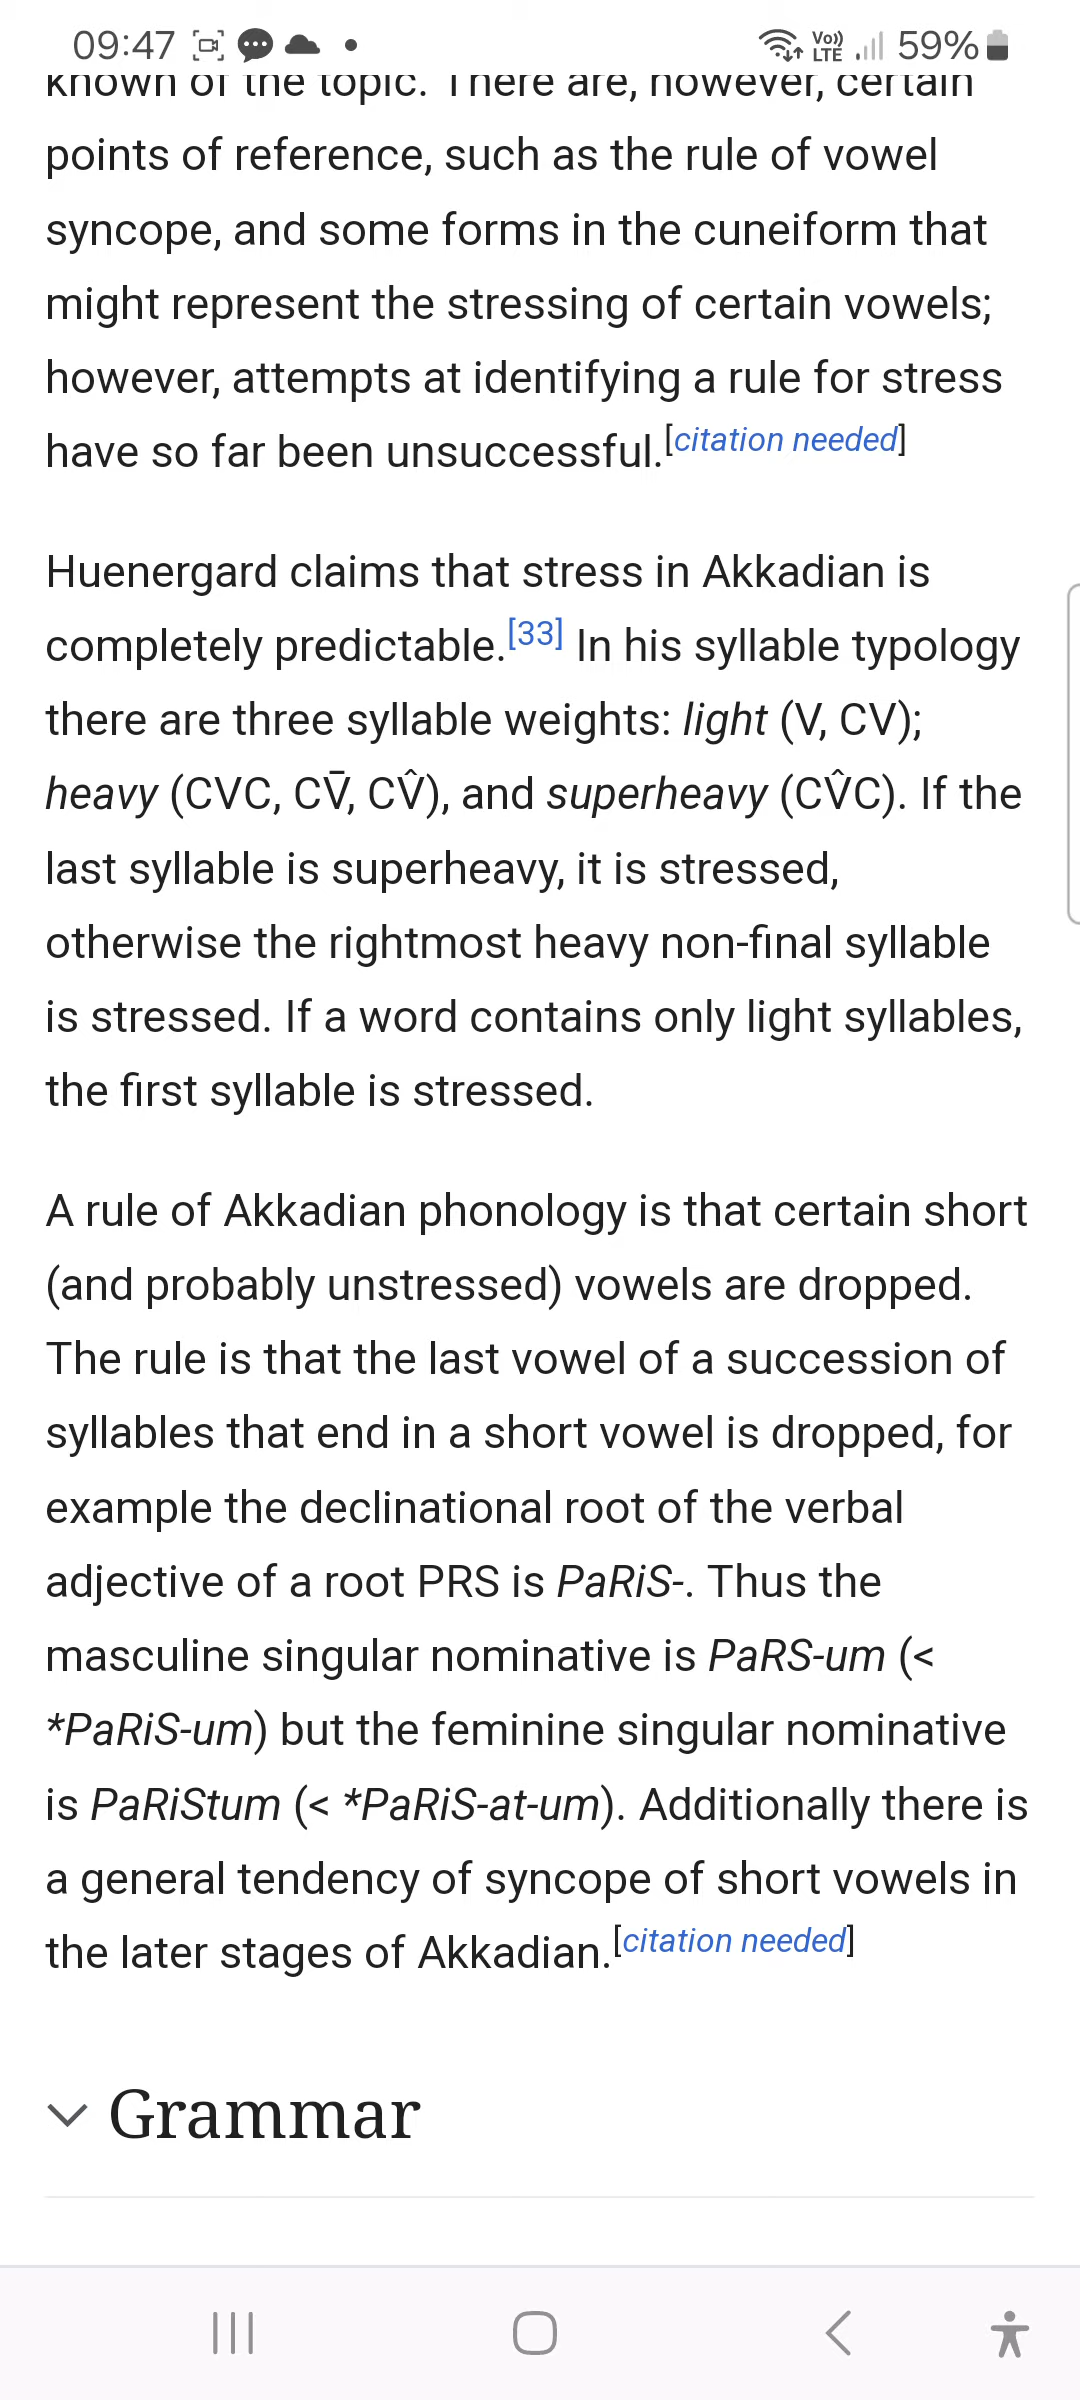 09:47 Vo)) LTE 59%
known of the topic. There are, however, certain
points of reference, such as the rule of vowel
syncope, and some forms in the cuneiform that
might represent the stressing of certain vowels;
however, attempts at identifying a rule for stress
have so far been unsuccessful.[citation needed]
Huenergard claims that stress in Akkadian is
completely predictable.[33] In his syllable typology
there are three syllable weights: light (V, CV);
heavy (CVC, CV̄, CV̂), and superheavy (CV̂C). If the
last syllable is superheavy, it is stressed,
otherwise the rightmost heavy non-final syllable
is stressed. If a word contains only light syllables,
the first syllable is stressed.
A rule of Akkadian phonology is that certain short
(and probably unstressed) vowels are dropped.
The rule is that the last vowel of a succession of
syllables that end in a short vowel is dropped, for
example the declinational root of the verbal
adjective of a root PRS is PaRiS-. Thus the
masculine singular nominative is PaRS-um (<
*PaRiS-um) but the feminine singular nominative
is PaRiStum (< *PaRiS-at-um). Additionally there is
a general tendency of syncope of short vowels in
the later stages of Akkadian.[citation needed]
Grammar